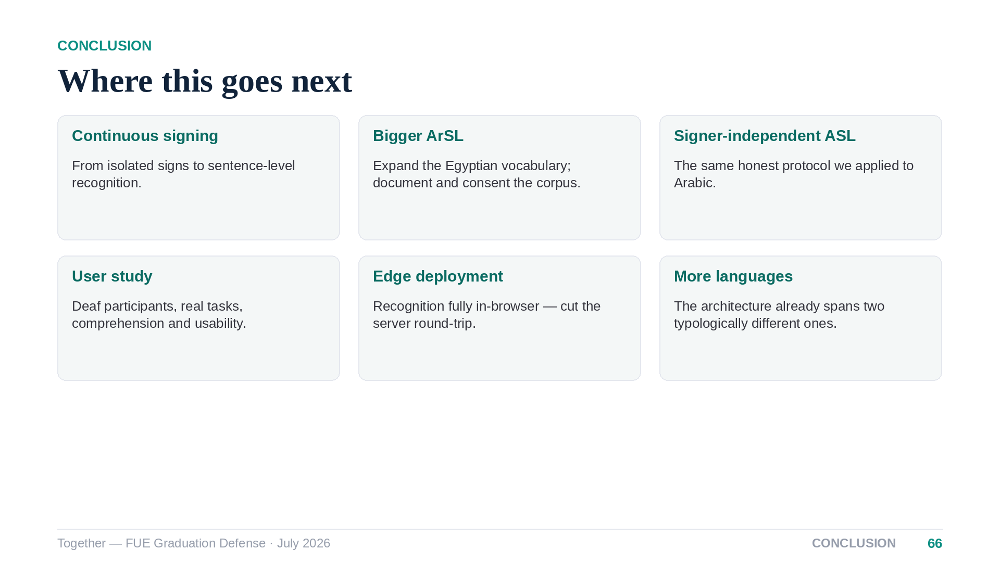 CONCLUSION
Where this goes next
Continuous signing
From isolated signs to sentence-level
recognition.
Bigger ArSL
Expand the Egyptian vocabulary;
document and consent the corpus.
Signer-independent ASL
The same honest protocol we applied to
Arabic.
User study
Deaf participants, real tasks,
comprehension and usability.
Edge deployment
Recognition fully in-browser — cut the
server round-trip.
More languages
The architecture already spans two
typologically different ones.
Together — FUE Graduation Defense · July 2026
CONCLUSION
66